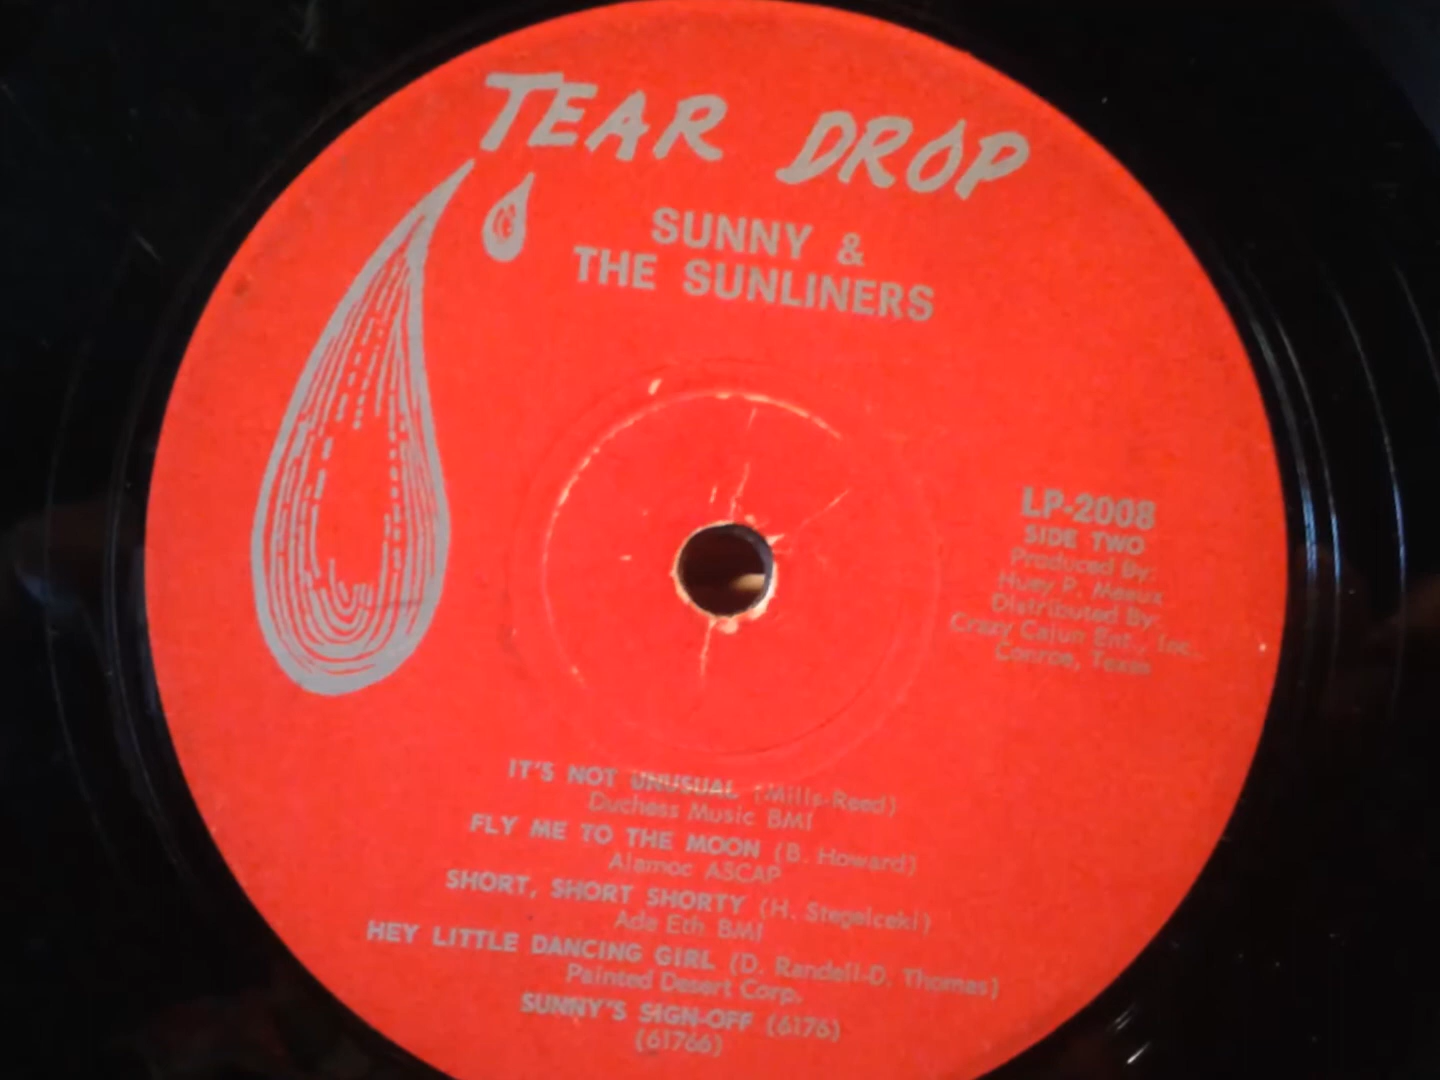 TEAR DROP
SUNNY &
THE SUNLINERS
LP-2008
SIDE TWO
Produced By:
Huey P. Meaux
Distributed By:
Crazy Cajun Ent., Inc.
Conroe, Texas
IT'S NOT UNUSUAL (Mills-Reed)
Duchess Music BMI
FLY ME TO THE MOON (B. Howard)
Alamoc ASCAP
SHORT, SHORT SHORTY (H. Stegelceki)
Ada Eth BMI
HEY LITTLE DANCING GIRL (D. Randell-D. Thomas)
Painted Desert Corp.
SUNNY'S SIGN-OFF (6176)
(61766)